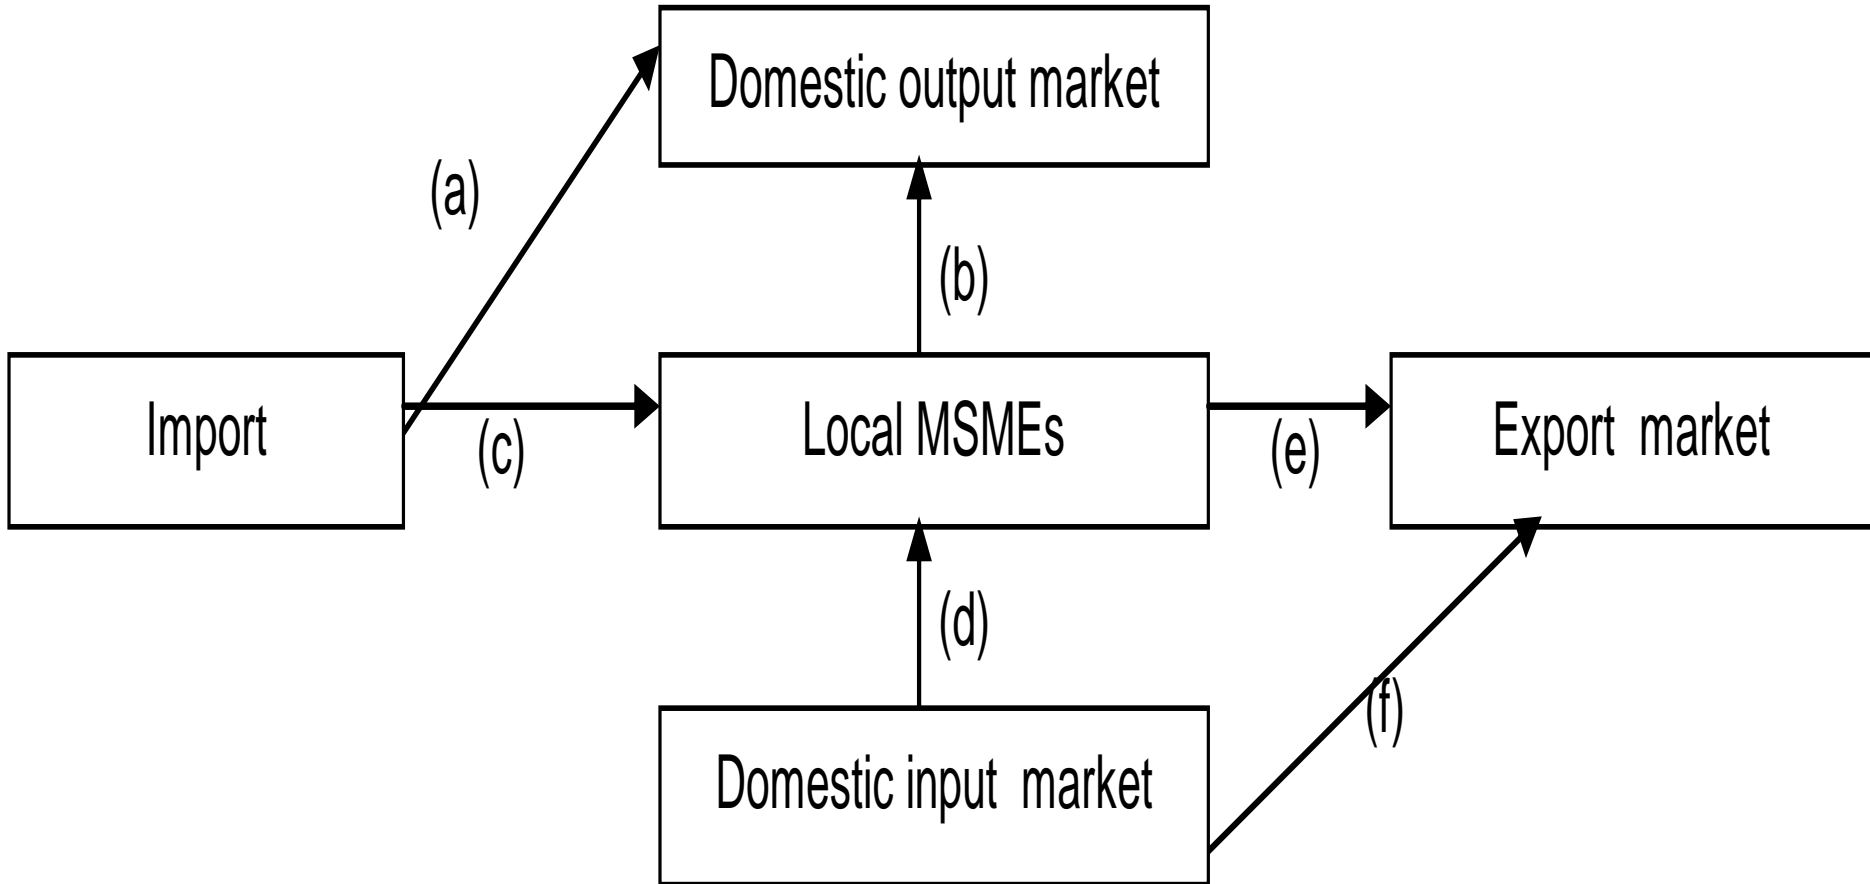 Domestic output market
(a)
(b)
Import
(c)
Local MSMEs
(e)
Export market
(d)
(f)
Domestic input market